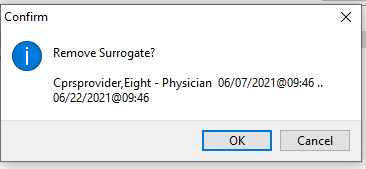 Confirm
Remove Surrogate?
Cprsprovider,Eight - Physician 06/07/2021@09:46 ..
06/22/2021@09:46
OK
Cancel